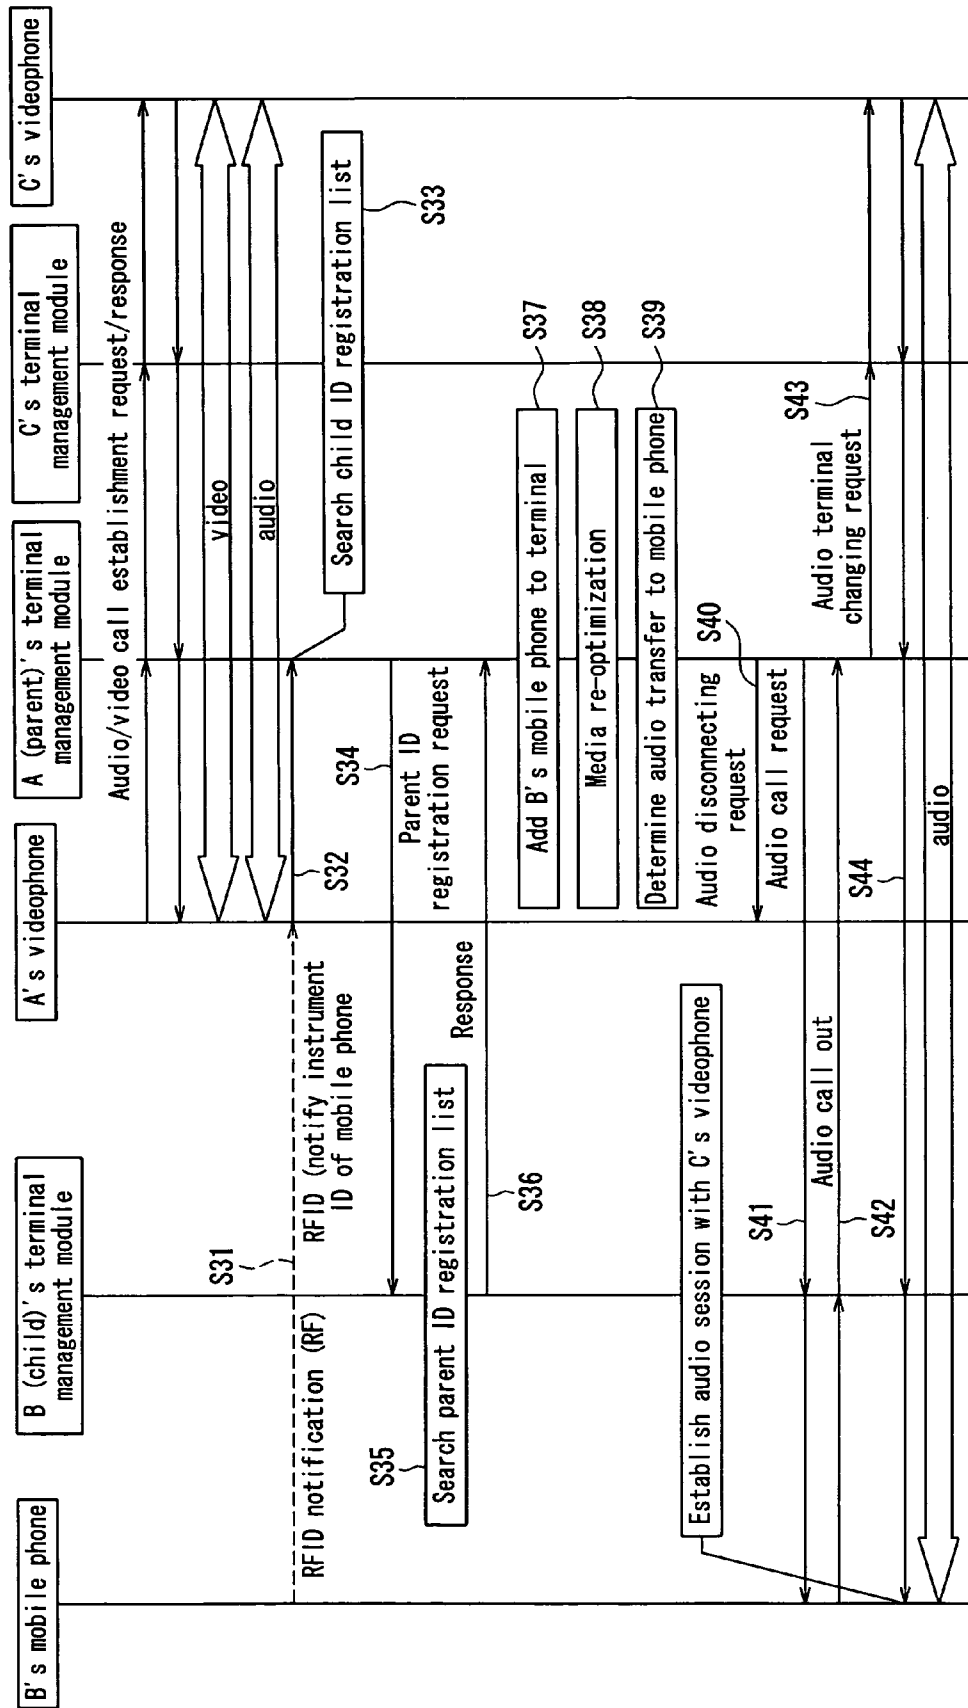 B's mobile phone
B (child)'s terminal
management module
A's videophone
A (parent)'s terminal
management module
C's terminal
management module
C's videophone
Audio/video call establishment request/response
video
audio
S31
RFID notification (RF)
RFID (notify instrument
ID of mobile phone
S32
Search child ID registration list
S33
S34
Parent ID
registration request
S35
Search parent ID registration list
Response
S36
Add B's mobile phone to terminal
S37
Media re-optimization
S38
Determine audio transfer to mobile phone
S39
Audio disconnecting
request
S40
Establish audio session with C's videophone
Audio call request
S41
Audio call out
S42
Audio terminal
changing request
S43
S44
audio